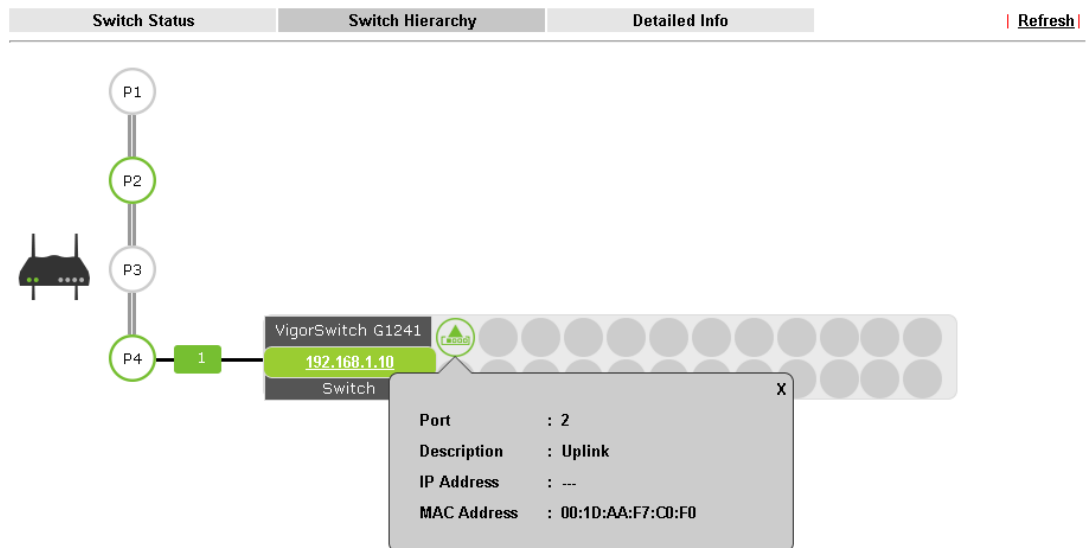 Switch Status Switch Hierarchy Detailed Info | Refresh |
P1
P2
P3
P4
1
VigorSwitch G1241
192.168.1.10
Switch
X
Port : 2
Description : Uplink
IP Address : ---
MAC Address : 00:1D:AA:F7:C0:F0